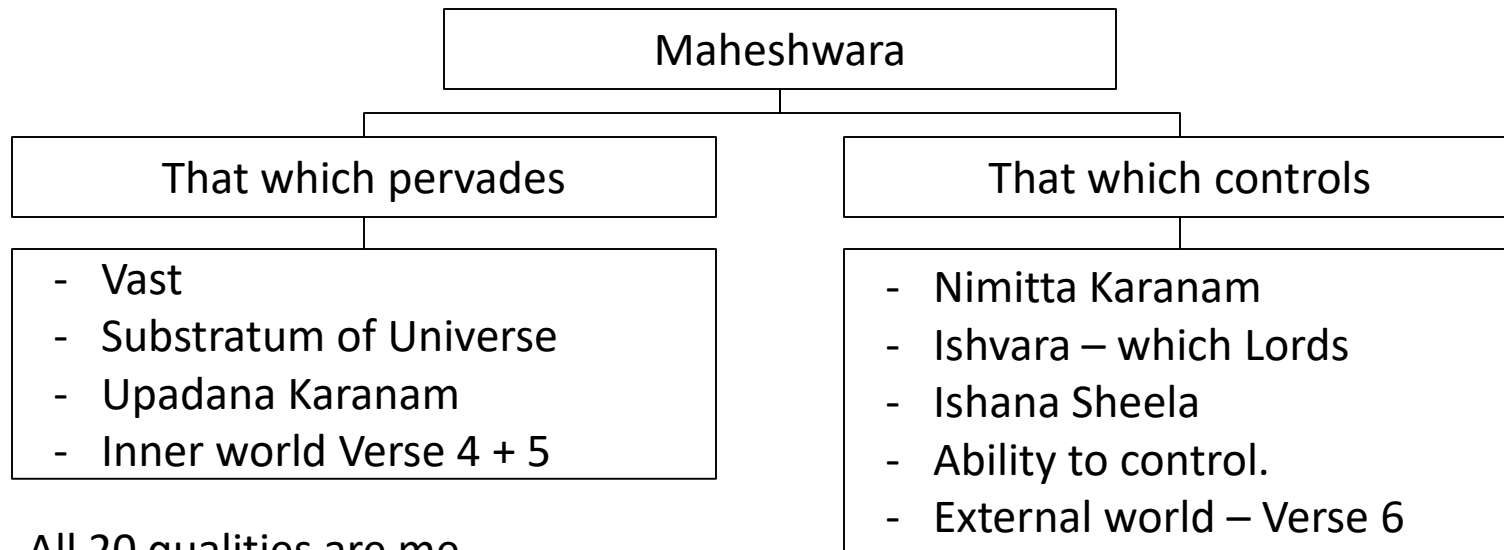 Maheshwara
That which pervades
- Vast
- Substratum of Universe
- Upadana Karanam
- Inner world Verse 4 + 5
That which controls
- Nimitta Karanam
- Ishvara – which Lords
- Ishana Sheela
- Ability to control.
- External world – Verse 6
All 20 qualities are me